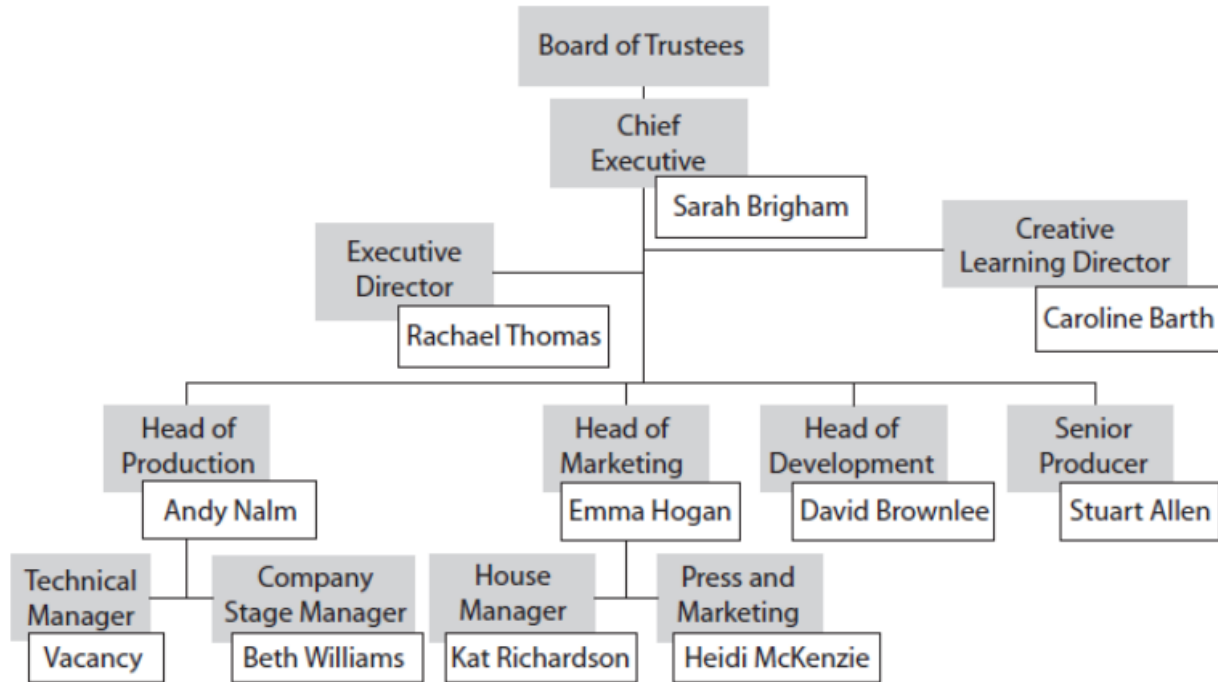 Board of Trustees
Chief
Executive
Sarah Brigham
Executive
Director
Rachael Thomas
Creative
Learning Director
Caroline Barth
Head of
Production
Andy Nalm
Head of
Marketing
Emma Hogan
Head of
Development
David Brownlee
Senior
Producer
Stuart Allen
Technical
Manager
Vacancy
Company
Stage Manager
Beth Williams
House
Manager
Kat Richardson
Press and
Marketing
Heidi McKenzie